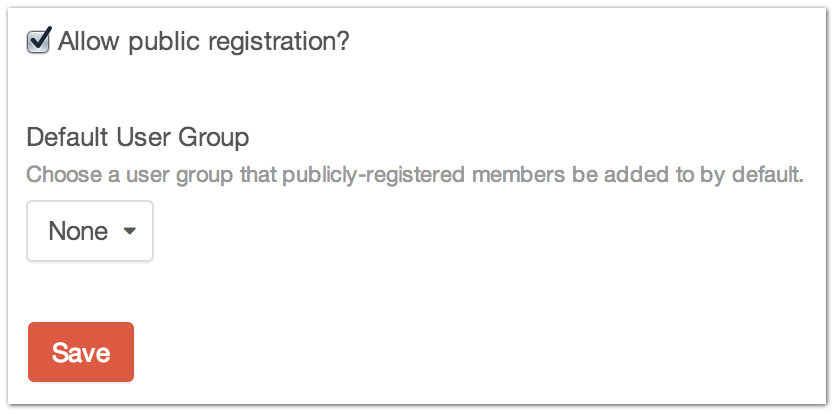 Allow public registration?
Default User Group
Choose a user group that publicly-registered members be added to by default.
None
Save